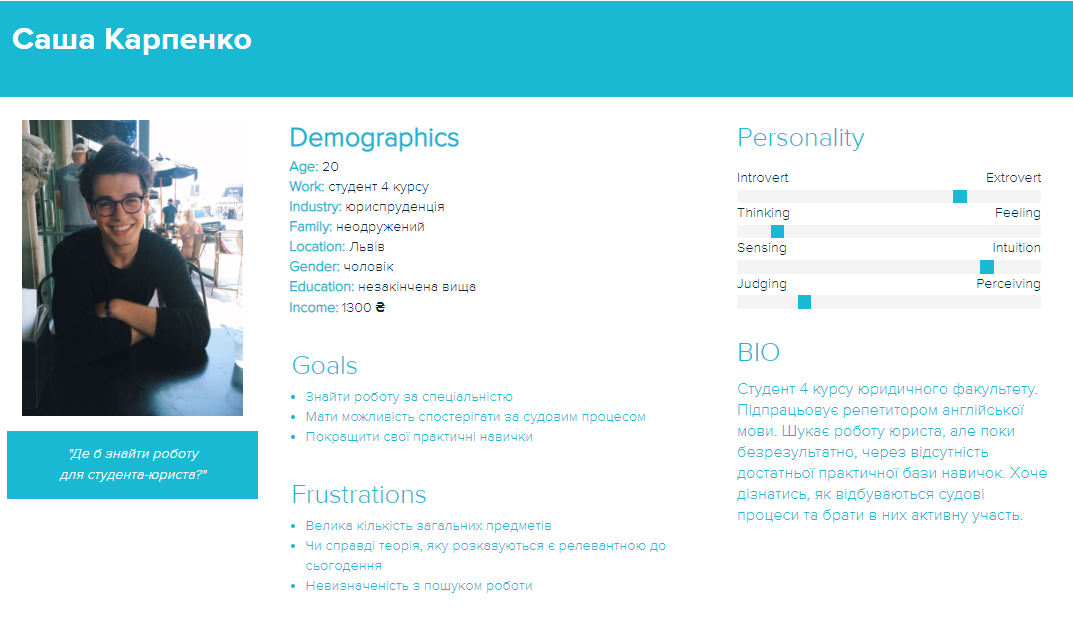 Саша Карпенко
"Де б знайти роботу
для студента-юриста?"
Demographics
Age: 20
Work: студент 4 курсу
Industry: юриспруденція
Family: неодружений
Location: Львів
Gender: чоловік
Education: незакінчена вища
Income: 1300 ₴
Goals
• Знайти роботу за спеціальністю
• Мати можливість спостерігати за судовим процесом
• Покращити свої практичні навички
Frustrations
• Велика кількість загальних предметів
• Чи справді теорія, яку розказуються є релевантною до
сьогодення
• Невизначеність з пошуком роботи
Personality
Introvert Extrovert
Thinking Feeling
Sensing Intuition
Judging Perceiving
BIO
Студент 4 курсу юридичного факультету.
Підпрацьовує репетитором англійської
мови. Шукає роботу юриста, але поки
безрезультатно, через відсутність
достатньої практичної бази навичок. Хоче
дізнатись, як відбуваються судові
процеси та брати в них активну участь.